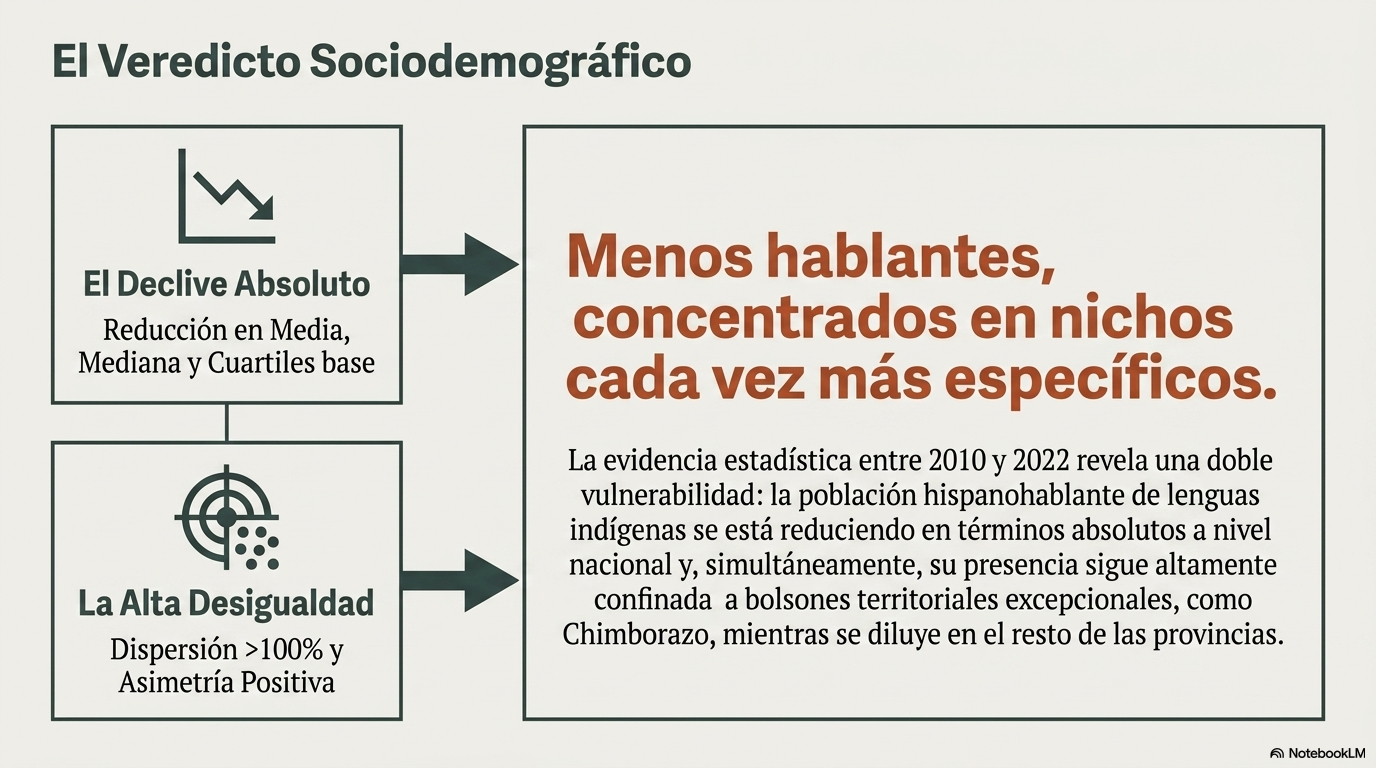 El Veredicto Sociodemográfico
El Declive Absoluto
Reducción en Media,
Mediana y Cuartiles base
La Alta Desigualdad
Dispersión >100% y
Asimetría Positiva
Menos hablantes,
concentrados en nichos
cada vez más específicos.
La evidencia estadística entre 2010 y 2022 revela una doble
vulnerabilidad: la población hispanohablante de lenguas
indígenas se está reduciendo en términos absolutos a nivel
nacional y, simultáneamente, su presencia sigue altamente
confinada a bolsones territoriales excepcionales, como
Chimborazo, mientras se diluye en el resto de las provincias.
NotebookLM